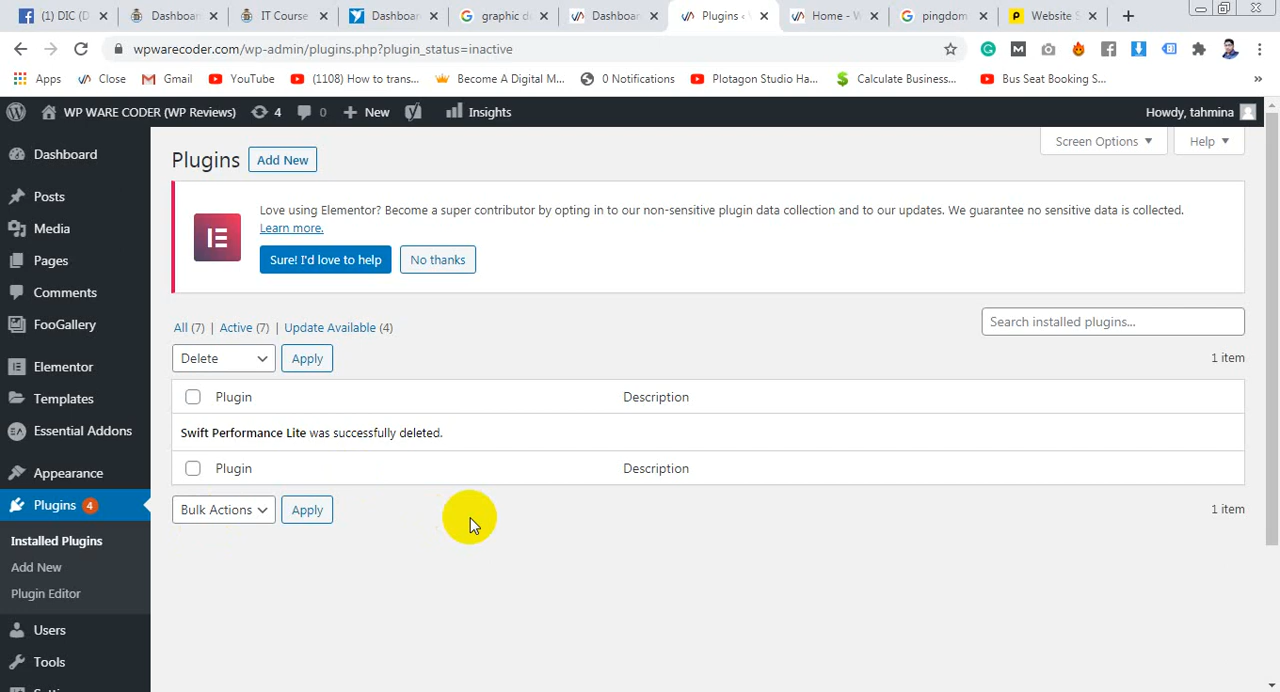 (1) DIC (D
Dashboar
IT Course
Dashboar
graphic d
Dashboar
Plugins ‹
Home - W
pingdom
Website S
wpwarecoder.com/wp-admin/plugins.php?plugin_status=inactive
Apps
Close
Gmail
YouTube
(1108) How to trans...
Become A Digital M...
0 Notifications
Plotagon Studio Ha...
Calculate Business...
Bus Seat Booking S...
»
WP WARE CODER (WP Reviews)
4
0
New
Insights
Howdy, tahmina
Dashboard
Posts
Media
Pages
Comments
FooGallery
Elementor
Templates
Essential Addons
Appearance
Plugins 4
Installed Plugins
Add New
Plugin Editor
Users
Tools
Screen Options
Help
Plugins
Add New
Love using Elementor? Become a super contributor by opting in to our non-sensitive plugin data collection and to our updates. We guarantee no sensitive data is collected.
Learn more.
Sure! I'd love to help
No thanks
All (7) | Active (7) | Update Available (4)
Search installed plugins...
Delete
Apply
1 item
Plugin
Description
Swift Performance Lite was successfully deleted.
Plugin
Description
Bulk Actions
Apply
1 item